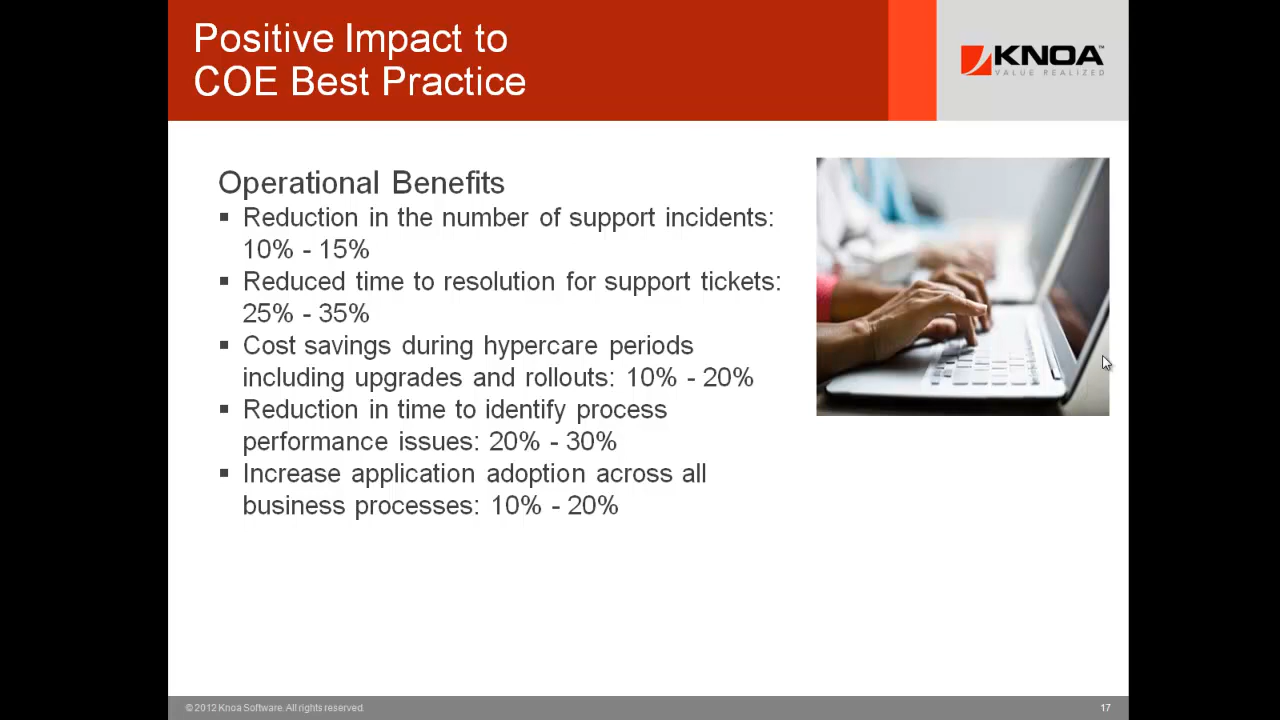 Positive Impact to
COE Best Practice
KNOA™
VALUE REALIZED
Operational Benefits
▪ Reduction in the number of support incidents:
10% - 15%
▪ Reduced time to resolution for support tickets:
25% - 35%
▪ Cost savings during hypercare periods
including upgrades and rollouts: 10% - 20%
▪ Reduction in time to identify process
performance issues: 20% - 30%
▪ Increase application adoption across all
business processes: 10% - 20%
© 2012 Knoa Software. All rights reserved.
17